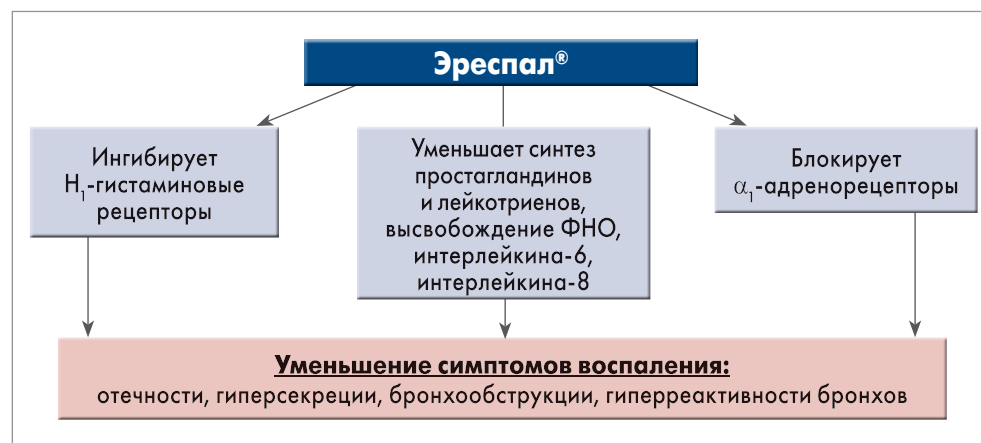 Эреспал®
Ингибирует
H₁-гистаминовые
рецепторы
Уменьшает синтез
простагландинов
и лейкотриенов,
высвобождение ФНО,
интерлейкина-6,
интерлейкина-8
Блокирует
α₁-адренорецепторы
Уменьшение симптомов воспаления:
отечности, гиперсекреции, бронхообструкции, гиперреактивности бронхов